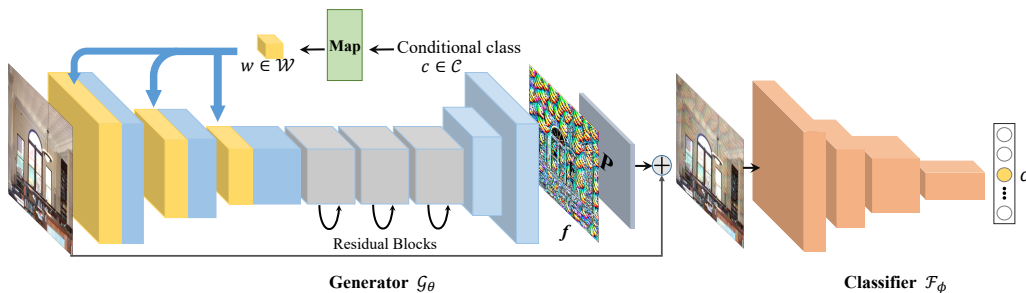 Map
Conditional class
c ∈ 𝒞
w ∈ 𝒲
P
f
Residual Blocks
c
Generator 𝒢θ
Classifier ℱϕ